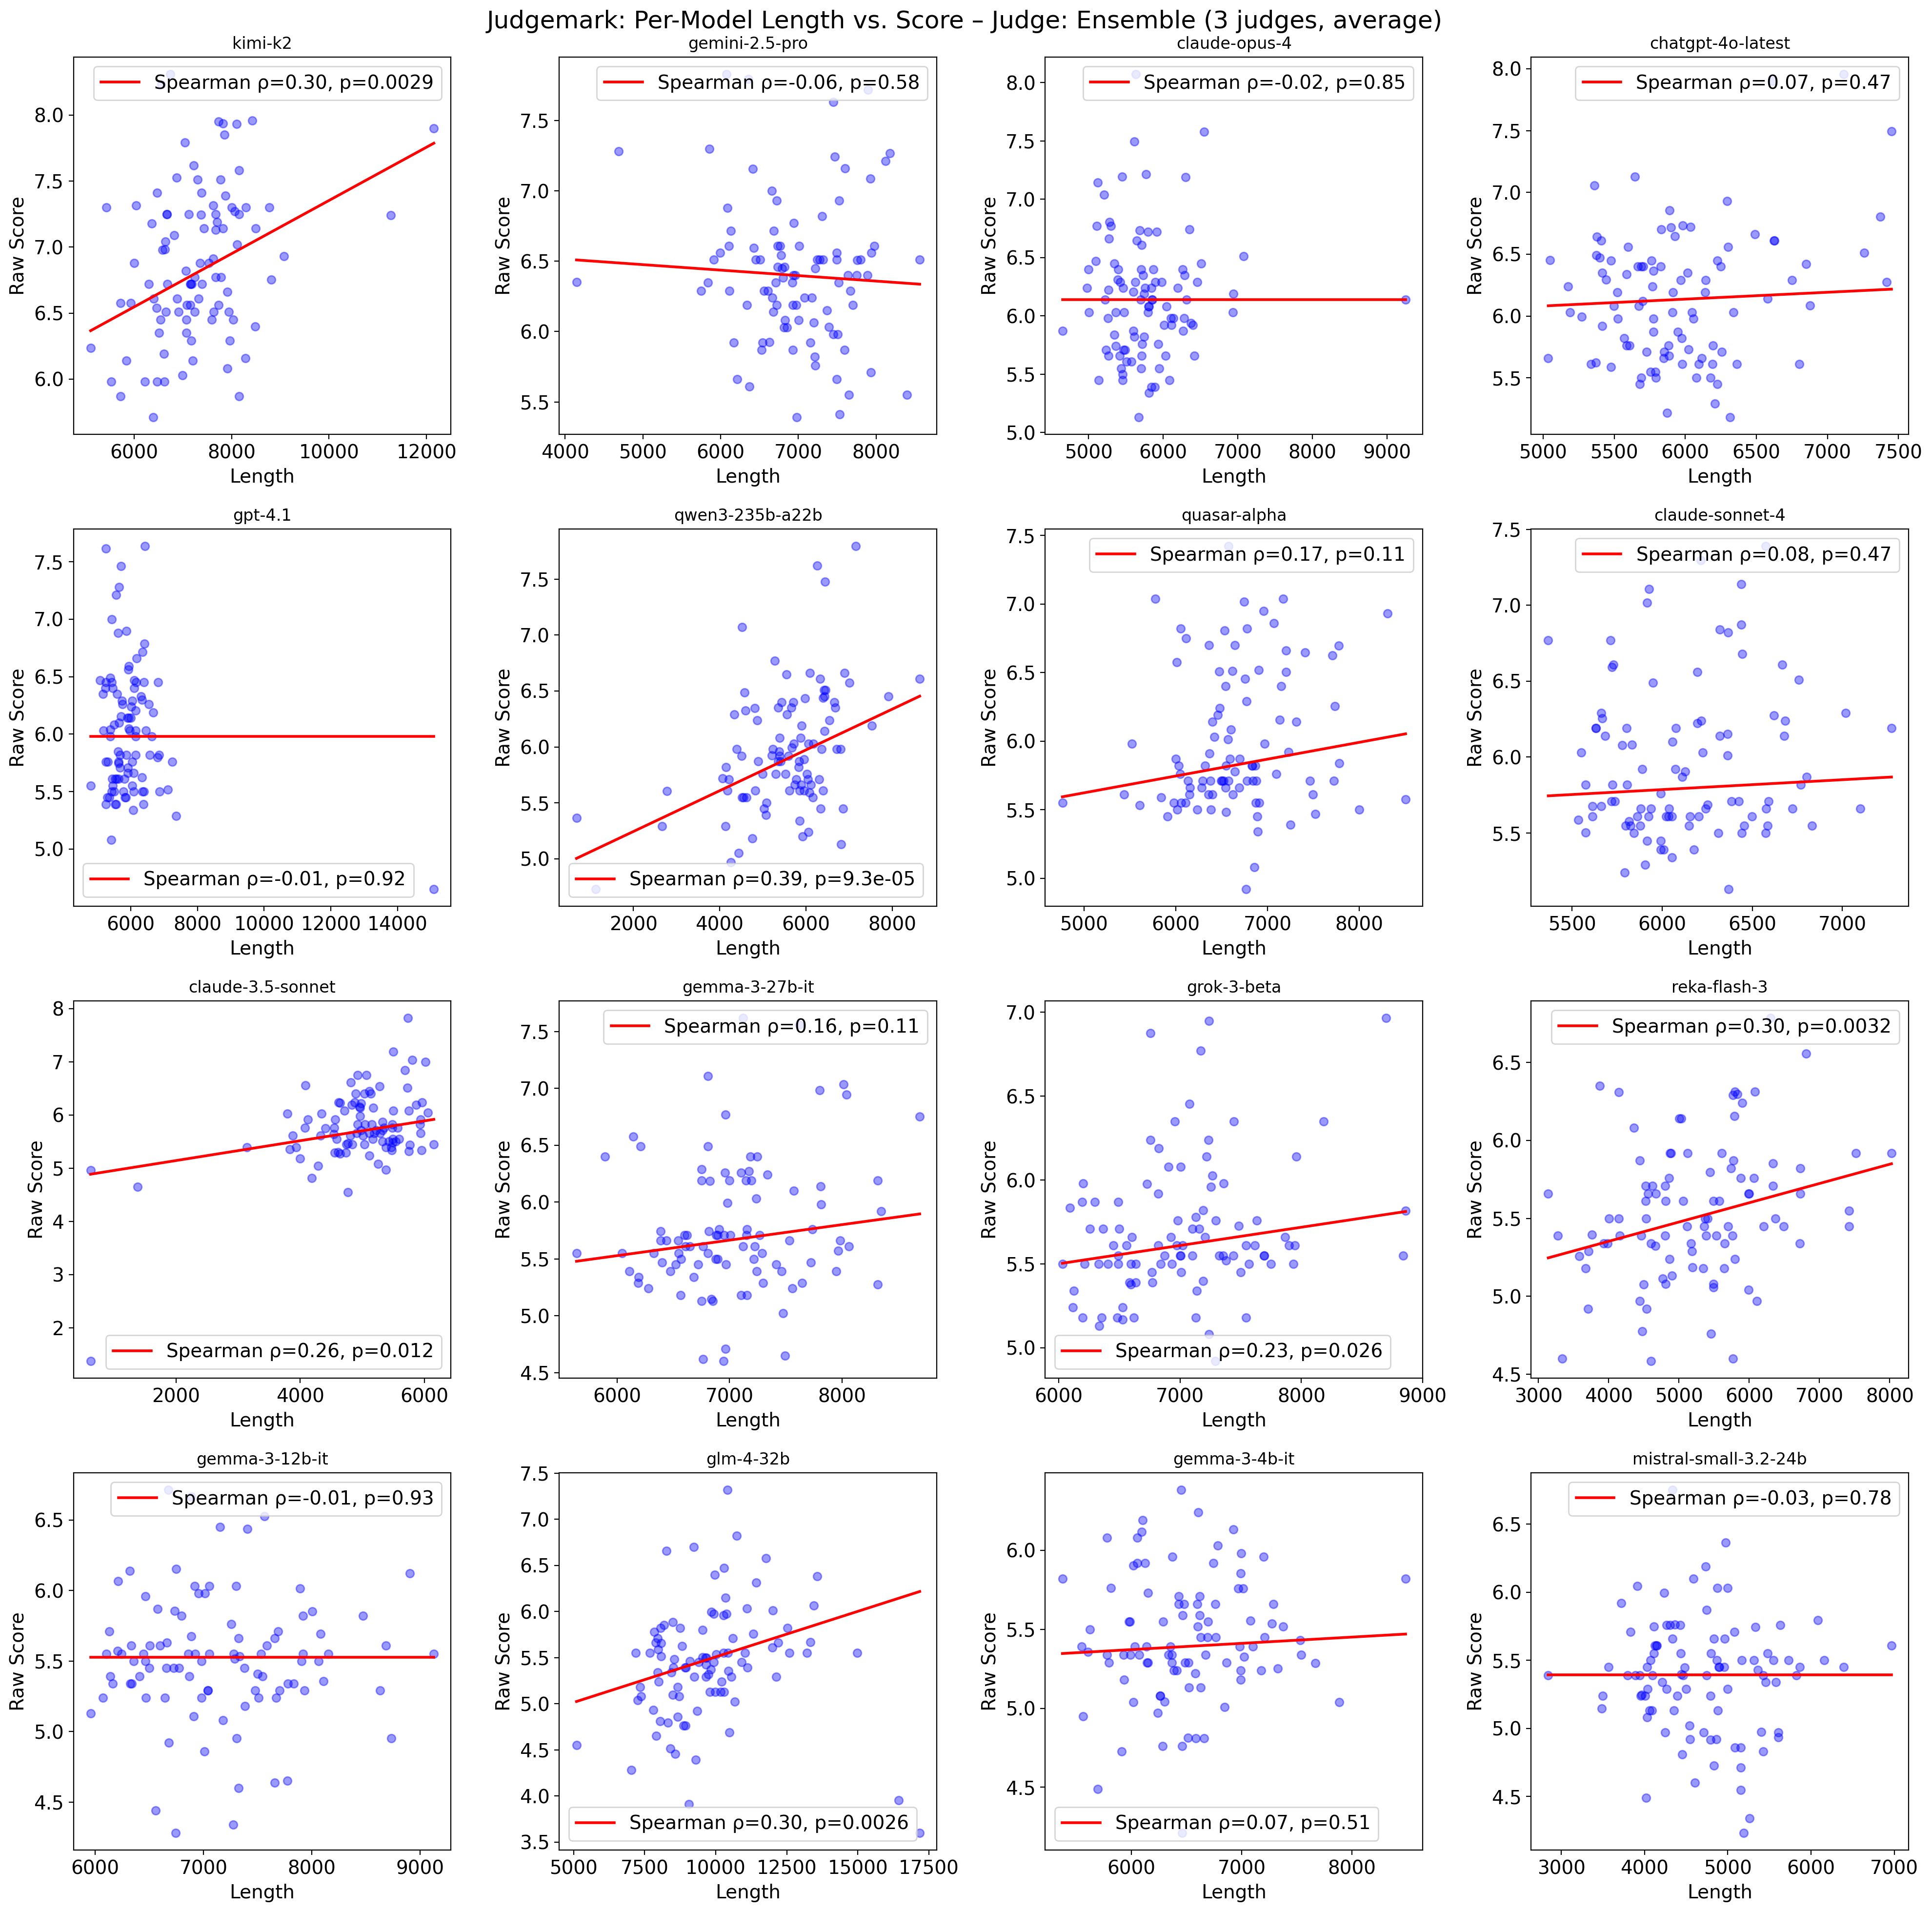 Judgemark: Per-Model Length vs. Score – Judge: Ensemble (3 judges, average)
kimi-k2
Spearman ρ=0.30, p=0.0029
Raw Score
8.0
7.5
7.0
6.5
6.0
6000 8000 10000 12000
Length
gemini-2.5-pro
Spearman ρ=-0.06, p=0.58
Raw Score
7.5
7.0
6.5
6.0
5.5
4000 5000 6000 7000 8000
Length
claude-opus-4
Spearman ρ=-0.02, p=0.85
Raw Score
8.0
7.5
7.0
6.5
6.0
5.5
5.0
5000 6000 7000 8000 9000
Length
chatgpt-4o-latest
Spearman ρ=0.07, p=0.47
Raw Score
8.0
7.5
7.0
6.5
6.0
5.5
5000 5500 6000 6500 7000 7500
Length
gpt-4.1
Raw Score
7.5
7.0
6.5
6.0
5.5
5.0
Spearman ρ=-0.01, p=0.92
6000 8000 10000 12000 14000
Length
qwen3-235b-a22b
Raw Score
7.5
7.0
6.5
6.0
5.5
5.0
Spearman ρ=0.39, p=9.3e-05
2000 4000 6000 8000
Length
quasar-alpha
Spearman ρ=0.17, p=0.11
Raw Score
7.5
7.0
6.5
6.0
5.5
5.0
5000 6000 7000 8000
Length
claude-sonnet-4
Spearman ρ=0.08, p=0.47
Raw Score
7.5
7.0
6.5
6.0
5.5
5500 6000 6500 7000
Length
claude-3.5-sonnet
Raw Score
8
7
6
5
4
3
2
Spearman ρ=0.26, p=0.012
2000 4000 6000
Length
gemma-3-27b-it
Spearman ρ=0.16, p=0.11
Raw Score
7.5
7.0
6.5
6.0
5.5
5.0
4.5
6000 7000 8000
Length
grok-3-beta
Raw Score
7.0
6.5
6.0
5.5
5.0
Spearman ρ=0.23, p=0.026
6000 7000 8000 9000
Length
reka-flash-3
Spearman ρ=0.30, p=0.0032
Raw Score
6.5
6.0
5.5
5.0
4.5
3000 4000 5000 6000 7000 8000
Length
gemma-3-12b-it
Spearman ρ=-0.01, p=0.93
Raw Score
6.5
6.0
5.5
5.0
4.5
6000 7000 8000 9000
Length
glm-4-32b
Raw Score
7.5
7.0
6.5
6.0
5.5
5.0
4.5
4.0
3.5
Spearman ρ=0.30, p=0.0026
5000 7500 10000 12500 15000 17500
Length
gemma-3-4b-it
Raw Score
6.0
5.5
5.0
4.5
Spearman ρ=0.07, p=0.51
6000 7000 8000
Length
mistral-small-3.2-24b
Spearman ρ=-0.03, p=0.78
Raw Score
6.5
6.0
5.5
5.0
4.5
3000 4000 5000 6000 7000
Length